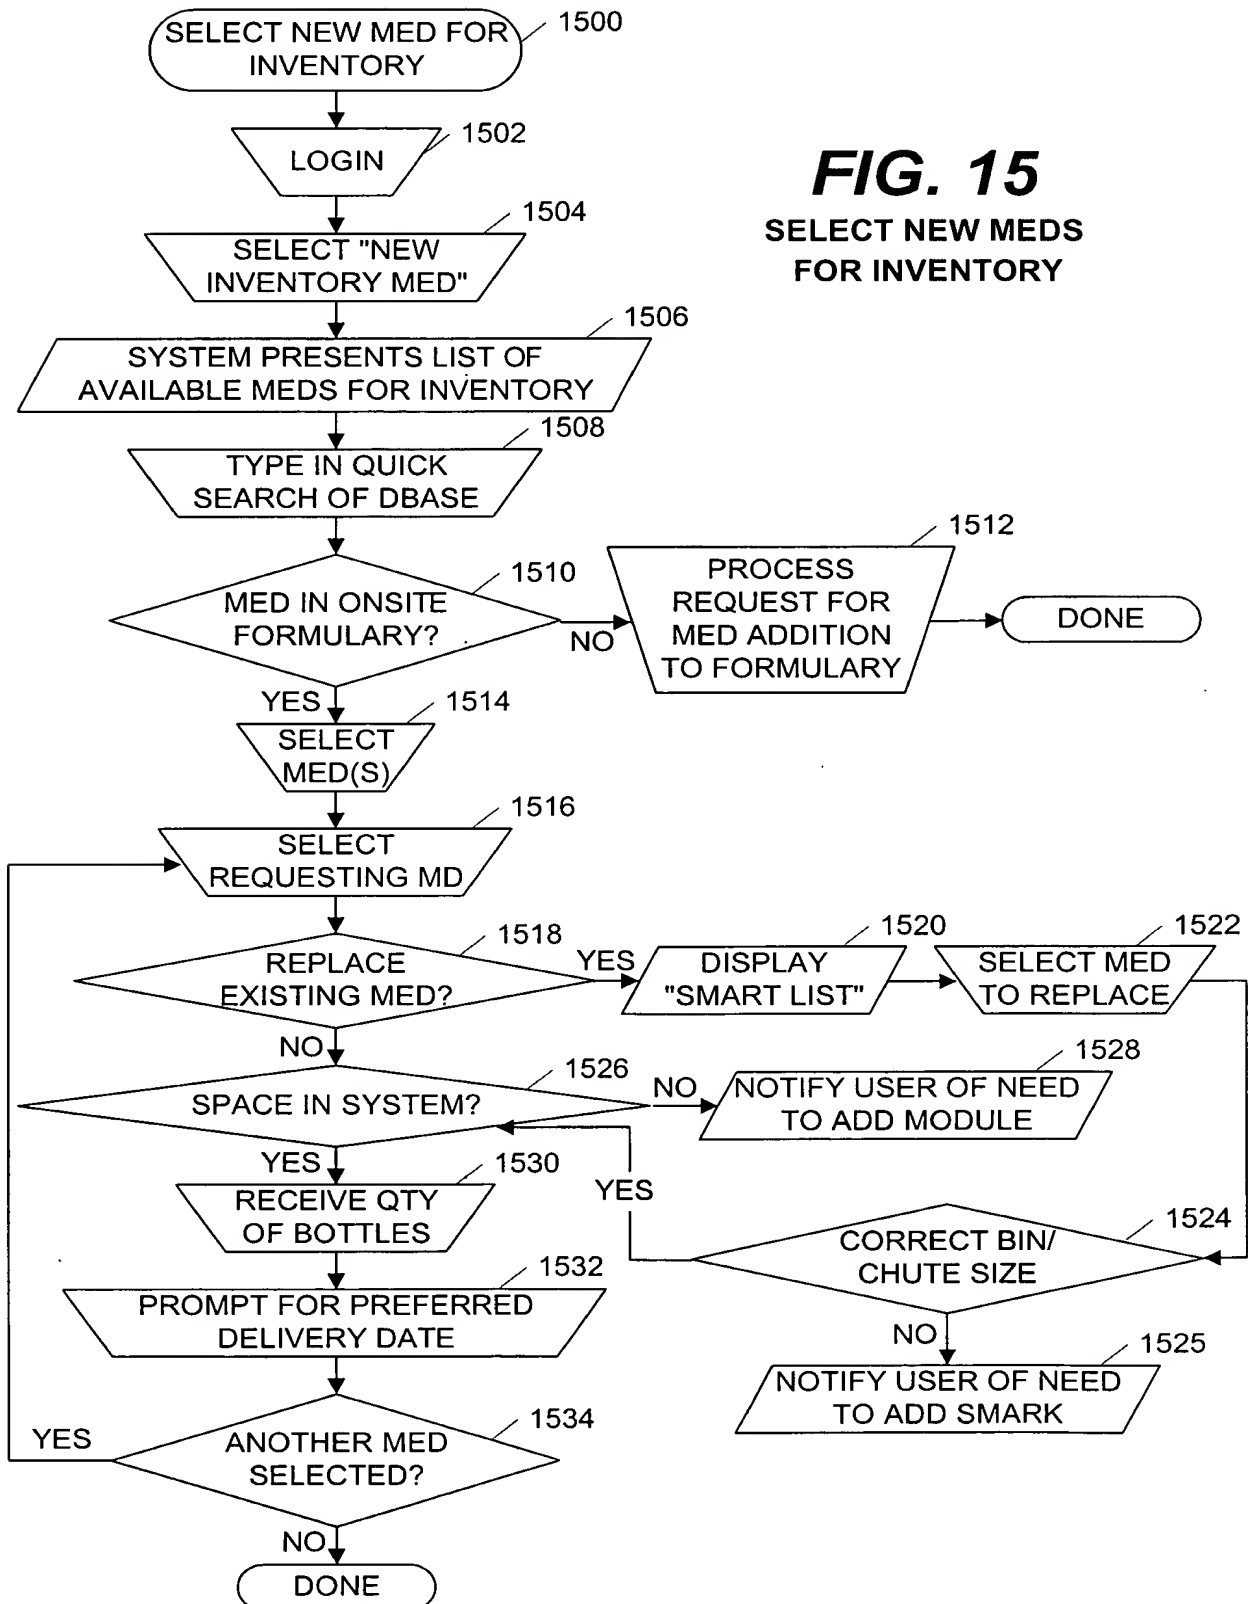 SELECT NEW MED FOR
INVENTORY
1500
LOGIN
1502
FIG. 15
SELECT NEW MEDS
FOR INVENTORY
SELECT "NEW
INVENTORY MED"
1504
SYSTEM PRESENTS LIST OF
AVAILABLE MEDS FOR INVENTORY
1506
TYPE IN QUICK
SEARCH OF DBASE
1508
MED IN ONSITE
FORMULARY?
1510
NO
PROCESS
REQUEST FOR
MED ADDITION
TO FORMULARY
1512
DONE
YES
SELECT
MED(S)
1514
SELECT
REQUESTING MD
1516
REPLACE
EXISTING MED?
1518
YES
DISPLAY
"SMART LIST"
1520
SELECT MED
TO REPLACE
1522
NO
SPACE IN SYSTEM?
1526
NO
NOTIFY USER OF NEED
TO ADD MODULE
1528
YES
RECEIVE QTY
OF BOTTLES
1530
YES
CORRECT BIN/
CHUTE SIZE
1524
PROMPT FOR PREFERRED
DELIVERY DATE
1532
NO
NOTIFY USER OF NEED
TO ADD SMARK
1525
YES
ANOTHER MED
SELECTED?
1534
NO
DONE